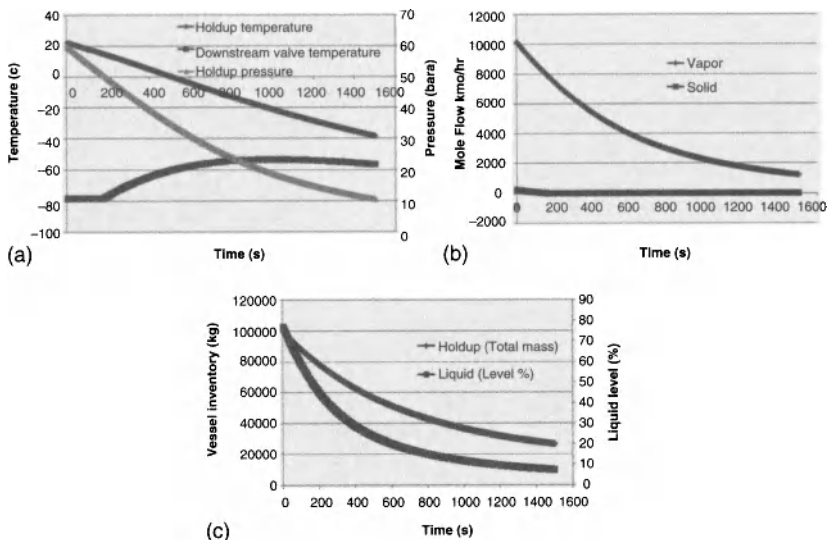 40
20
0
−20
−40
−60
−80
−100
Temperature (c)
Holdup temperature
Downstream valve temperature
Holdup pressure
0 200 400 600 800 1000 1200 1500 1600
70
60
50
40
30
20
10
0
Pressure (bara)
Time (s)
(a)
12000
10000
8000
6000
4000
2000
0
−2000
Mole Flow kmo/hr
Vapor
Solid
0 200 400 600 800 1000 1200 1400 1600
Time (s)
(b)
120000
100000
80000
60000
40000
20000
0
Vessel inventory (kg)
Holdup (Total mass)
Liquid (Level %)
90
80
70
60
50
40
30
20
10
0
Liquid level (%)
0 200 400 600 800 1000 1200 1400 1600
Time (s)
(c)